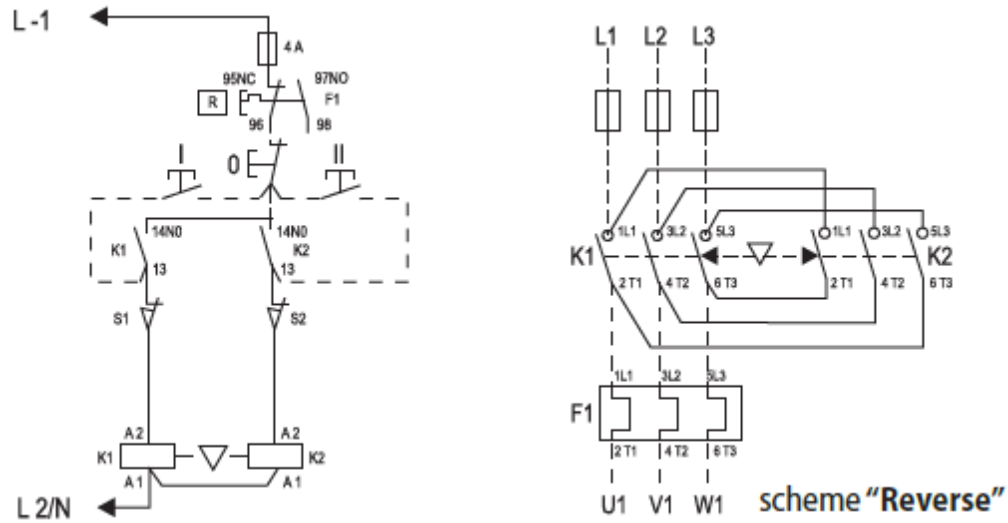 L -1
4 A
95NC 97NO
R F1
96 98
I 0 II
14N0 14N0
K1 K2
13 13
S1 S2
A 2 A 2
K1 K2
A 1 A 1
L 2/N
L1 L2 L3
1L1 3L2 5L3 1L1 3L2 5L3
K1 K2
2 T1 4 T2 6 T3 2 T1 4 T2 6 T3
1L1 3L2 5L3
F1
2 T1 4 T2 6 T3
U1 V1 W1
scheme "Reverse"